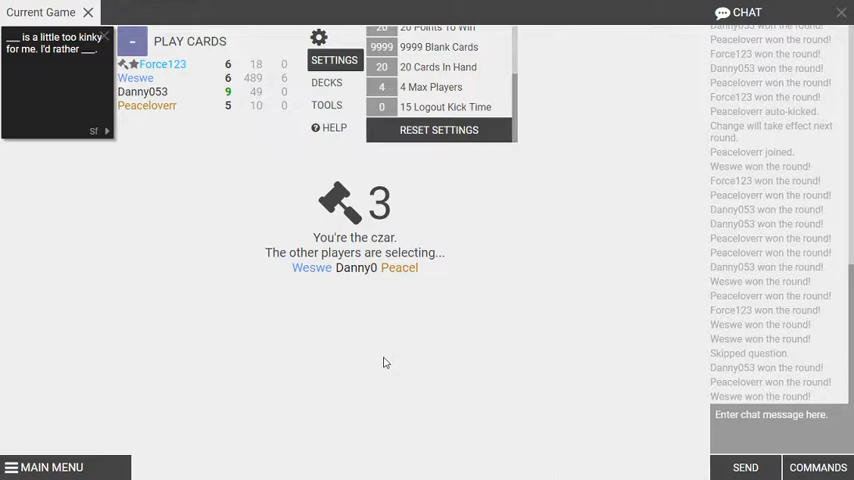 Current Game
CHAT
___ is a little too kinky
for me. I'd rather ___.
sf
-
PLAY CARDS
Force123 6 18 0
Weswe 6 489 6
Danny053 9 49 0
Peaceloverr 5 10 0
SETTINGS
DECKS
TOOLS
HELP
20 20 Points To Win
9999 9999 Blank Cards
20 20 Cards In Hand
4 4 Max Players
0 15 Logout Kick Time
RESET SETTINGS
3
You're the czar.
The other players are selecting...
Weswe Danny0 Peacel
Danny053 won the round!
Peaceloverr won the round!
Force123 won the round!
Danny053 won the round!
Peaceloverr won the round!
Force123 won the round!
Peaceloverr auto-kicked.
Change will take effect next
round.
Peaceloverr joined.
Weswe won the round!
Force123 won the round!
Peaceloverr won the round!
Danny053 won the round!
Danny053 won the round!
Peaceloverr won the round!
Peaceloverr won the round!
Danny053 won the round!
Weswe won the round!
Peaceloverr won the round!
Force123 won the round!
Weswe won the round!
Weswe won the round!
Skipped question.
Danny053 won the round!
Peaceloverr won the round!
Weswe won the round!
Enter chat message here.
MAIN MENU
SEND
COMMANDS